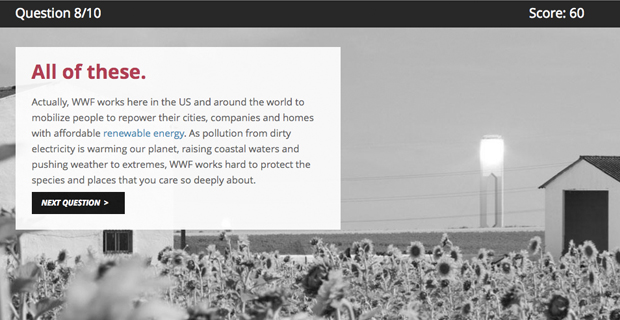 Question 8/10
Score: 60
All of these.
Actually, WWF works here in the US and around the world to
mobilize people to repower their cities, companies and homes
with affordable renewable energy. As pollution from dirty
electricity is warming our planet, raising coastal waters and
pushing weather to extremes, WWF works hard to protect the
species and places that you care so deeply about.
NEXT QUESTION >